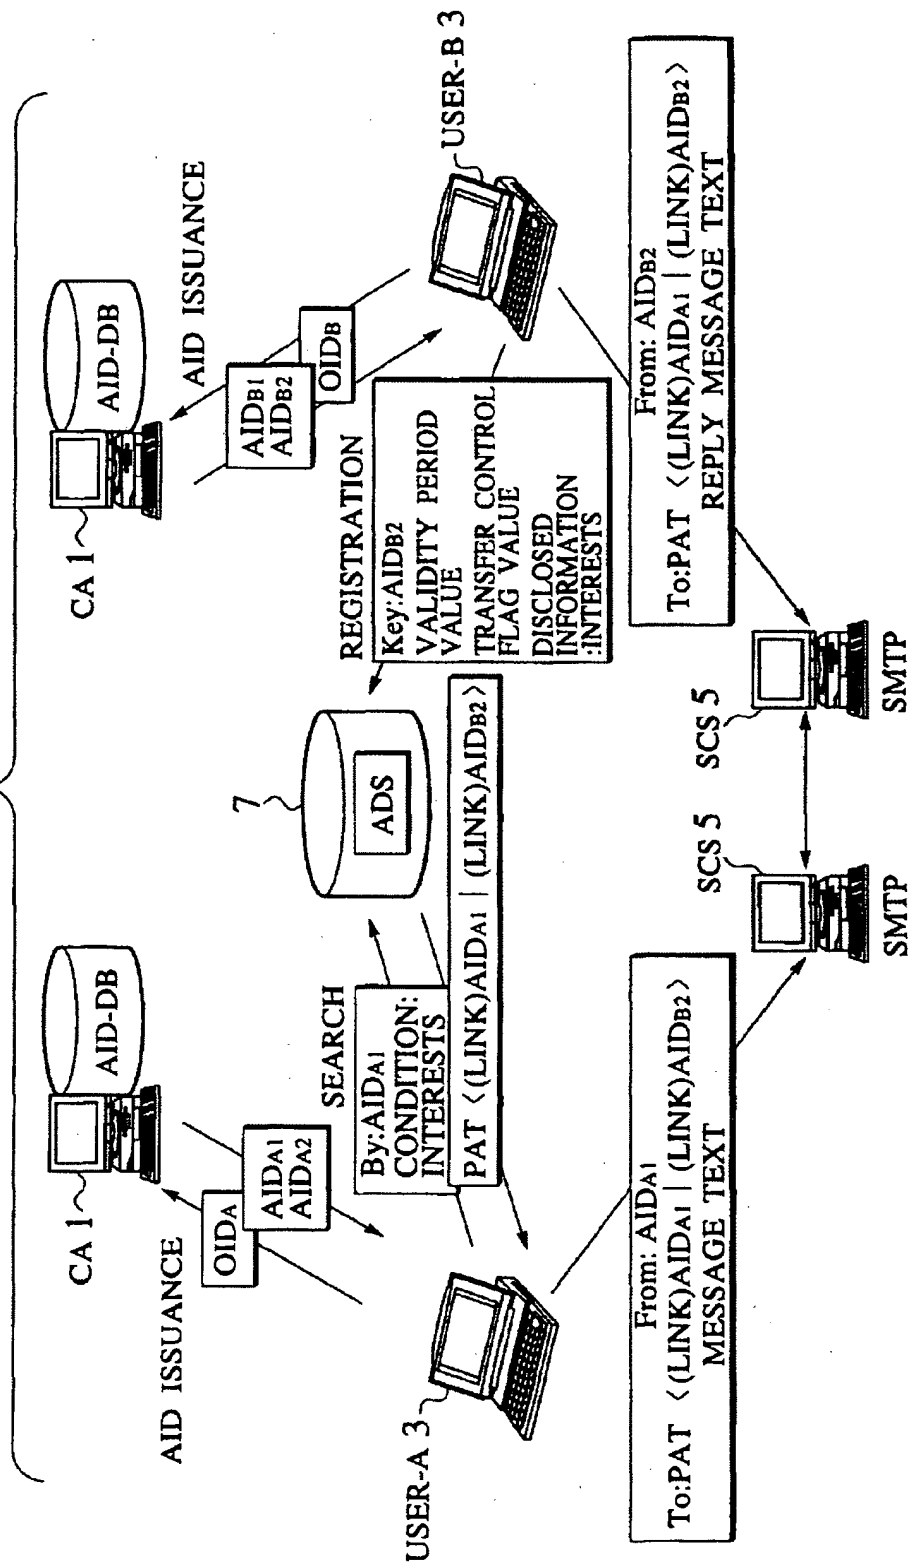 CA 1
AID-DB
CA 1
AID-DB
AID ISSUANCE
OIDA
AIDA1
AIDA2
AID ISSUANCE
AIDB1
AIDB2
OIDB
SEARCH
By:AIDA1
CONDITION:
INTERESTS
7
ADS
REGISTRATION
Key:AIDB2
VALIDITY PERIOD
VALUE
TRANSFER CONTROL
FLAG VALUE
DISCLOSED
INFORMATION
:INTERESTS
PAT <(LINK)AIDA1 | (LINK)AIDB2>
USER-A 3
USER-B 3
From: AIDA1
To:PAT <(LINK)AIDA1 | (LINK)AIDB2>
MESSAGE TEXT
From: AIDB2
To:PAT <(LINK)AIDA1 | (LINK)AIDB2>
REPLY MESSAGE TEXT
SCS 5
SMTP
SCS 5
SMTP